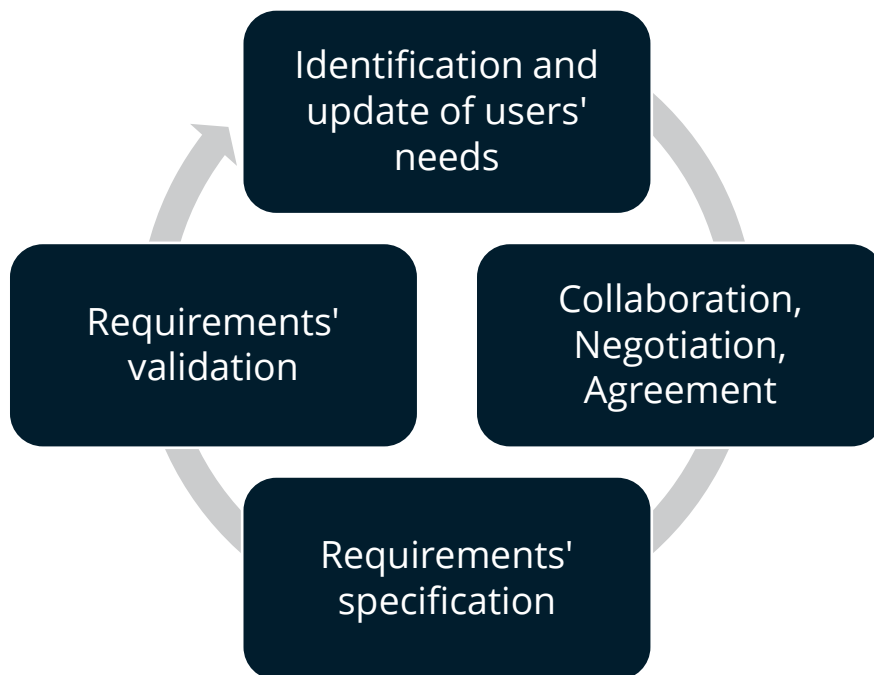 Identification and
update of users'
needs
Collaboration,
Negotiation,
Agreement
Requirements'
specification
Requirements'
validation